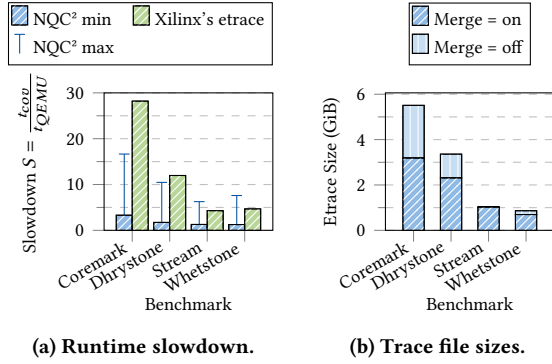 NQC² min
Xilinx's etrace
NQC² max
Slowdown S = t_cov / t_QEMU
30
20
10
0
Coremark
Dhrystone
Stream
Whetstone
Benchmark
(a) Runtime slowdown.
Merge = on
Merge = off
Etrace Size (GiB)
6
4
2
0
Coremark
Dhrystone
Stream
Whetstone
Benchmark
(b) Trace file sizes.